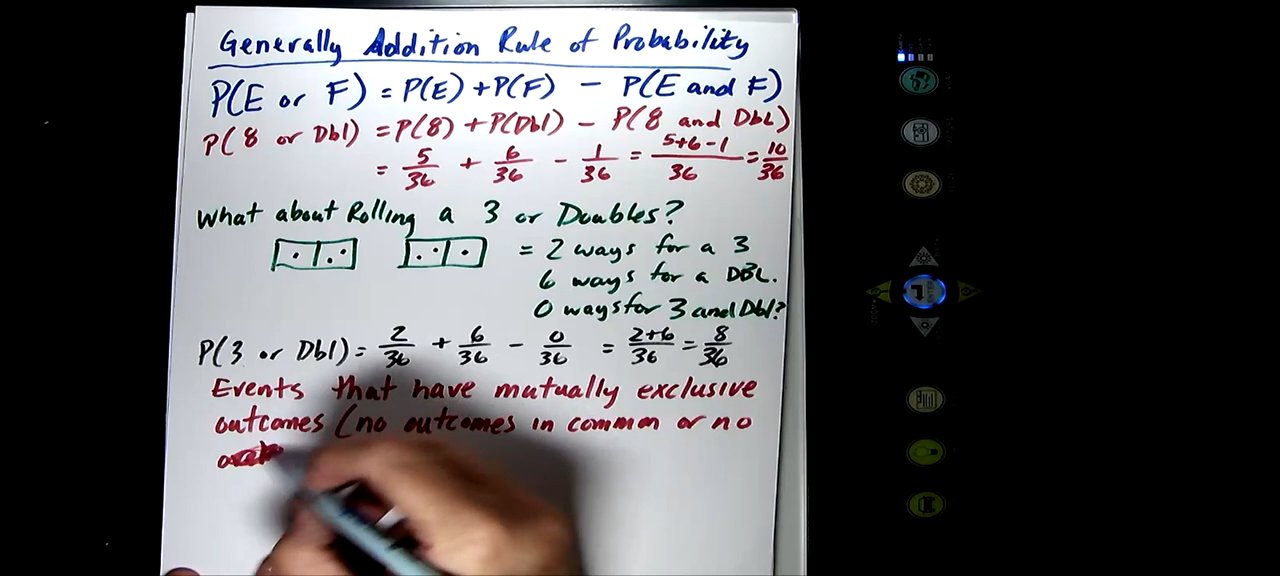 Generally Addition Rule of Probability
P(E or F) = P(E) + P(F) - P(E and F)
P(8 or Dbl) = P(8) + P(Dbl) - P(8 and DbL)
= 5/36 + 6/36 - 1/36 = 5+6-1/36 = 10/36
What about Rolling a 3 or Doubles?
= 2 ways for a 3
6 ways for a DBL.
0 ways for 3 and Dbl?
P(3 or Dbl) = 2/36 + 6/36 - 0/36 = 2+6/36 = 8/36
Events that have mutually exclusive
outcomes (no outcomes in common or no